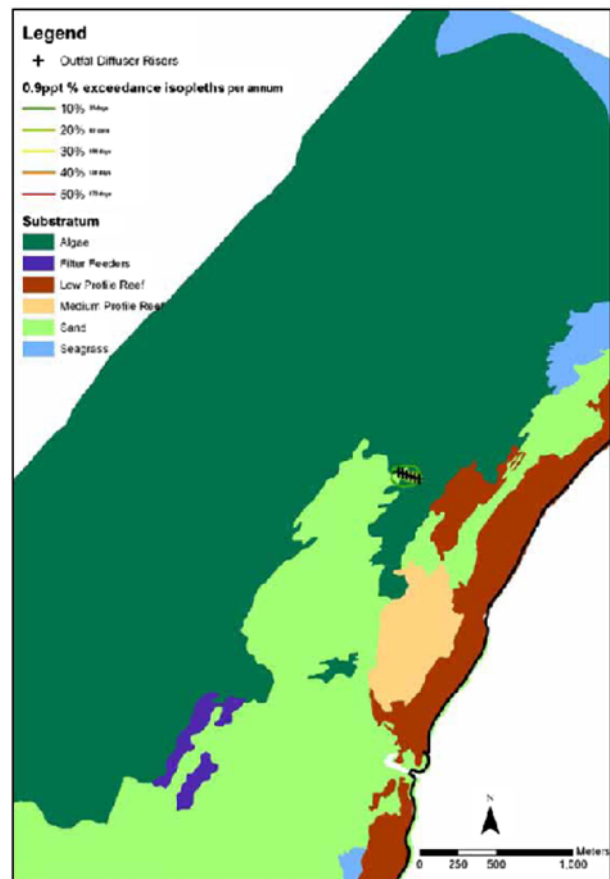 Legend
Outfall Diffuser Risers
0.9ppt % exceedance isopleths per annum
10%
20%
30%
40%
50%
Substratum
Algae
Filter Feeders
Low Profile Reef
Medium Profile Reef
Sand
Seagrass
N
Meters
0 250 500 1,000